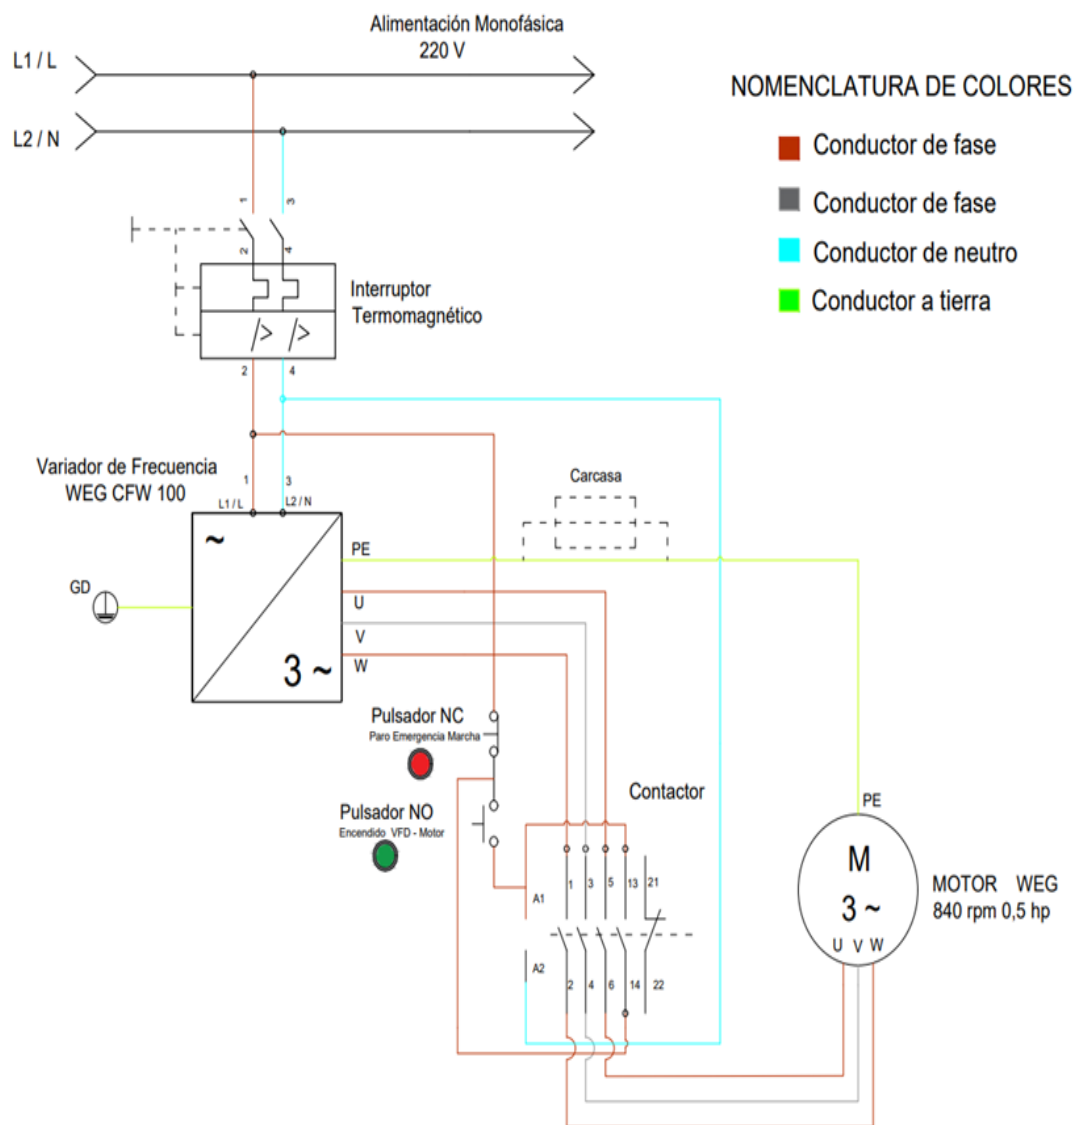 Alimentación Monofásica
220 V
L1 / L
L2 / N
NOMENCLATURA DE COLORES
Conductor de fase
Conductor de fase
Conductor de neutro
Conductor a tierra
1
3
2
4
Interruptor
Termomagnético
2
4
Variador de Frecuencia
WEG CFW 100
1
3
L1 / L
L2 / N
~
3 ~
GD
PE
U
V
W
Carcasa
Pulsador NC
Paro Emergencia Marcha
Pulsador NO
Encendido VFD - Motor
Contactor
A1
1
3
5
13
21
A2
2
4
6
14
22
PE
M
3 ~
U V W
MOTOR WEG
840 rpm 0,5 hp